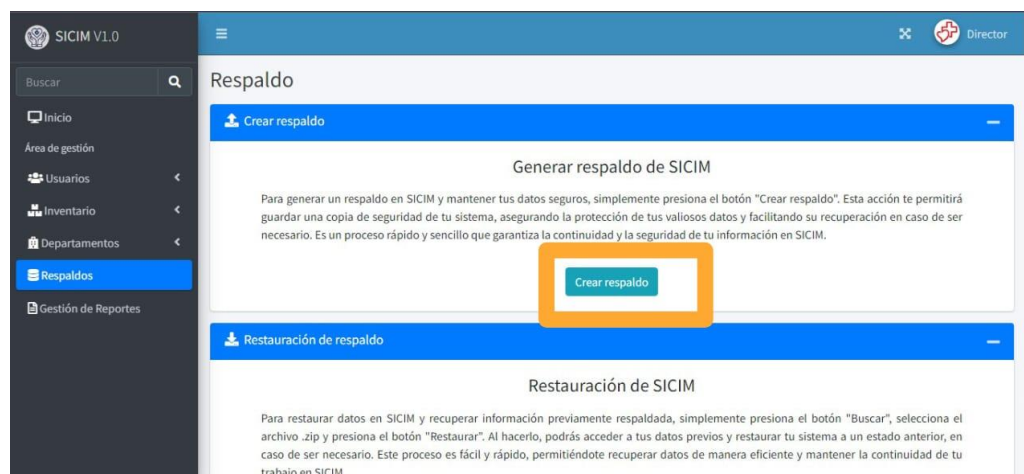 SICIM V1.0
Director
Buscar
Respaldo
Inicio
Crear respaldo
Área de gestión
Generar respaldo de SICIM
Usuarios
Para generar un respaldo en SICIM y mantener tus datos seguros, simplemente presiona el botón "Crear respaldo". Esta acción te permitirá
guardar una copia de seguridad de tu sistema, asegurando la protección de tus valiosos datos y facilitando su recuperación en caso de ser
necesario. Es un proceso rápido y sencillo que garantiza la continuidad y la seguridad de tu información en SICIM.
Inventario
Departamentos
Respaldos
Crear respaldo
Gestión de Reportes
Restauración de respaldo
Restauración de SICIM
Para restaurar datos en SICIM y recuperar información previamente respaldada, simplemente presiona el botón "Buscar", selecciona el
archivo .zip y presiona el botón "Restaurar". Al hacerlo, podrás acceder a tus datos previos y restaurar tu sistema a un estado anterior, en
caso de ser necesario. Este proceso es fácil y rápido, permitiéndote recuperar datos de manera eficiente y mantener la continuidad de tu
trabajo en SICIM